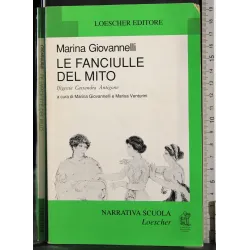 LOESCHER EDITORE
Marina Giovannelli
LE FANCIULLE
DEL MITO
Ifigenia Cassandra Antigone
a cura di Marina Giovannelli e Marisa Venturini
NARRATIVA SCUOLA
Loescher